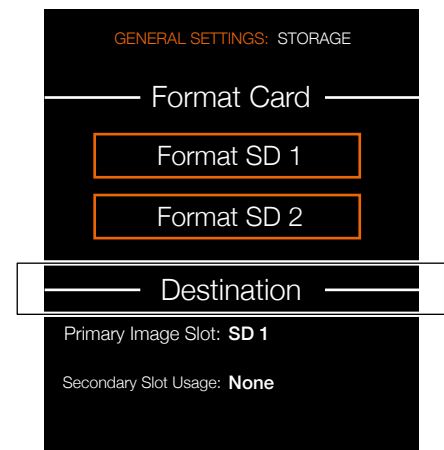 GENERAL SETTINGS: STORAGE
Format Card
Format SD 1
Format SD 2
Destination
Primary Image Slot: SD 1
Secondary Slot Usage: None